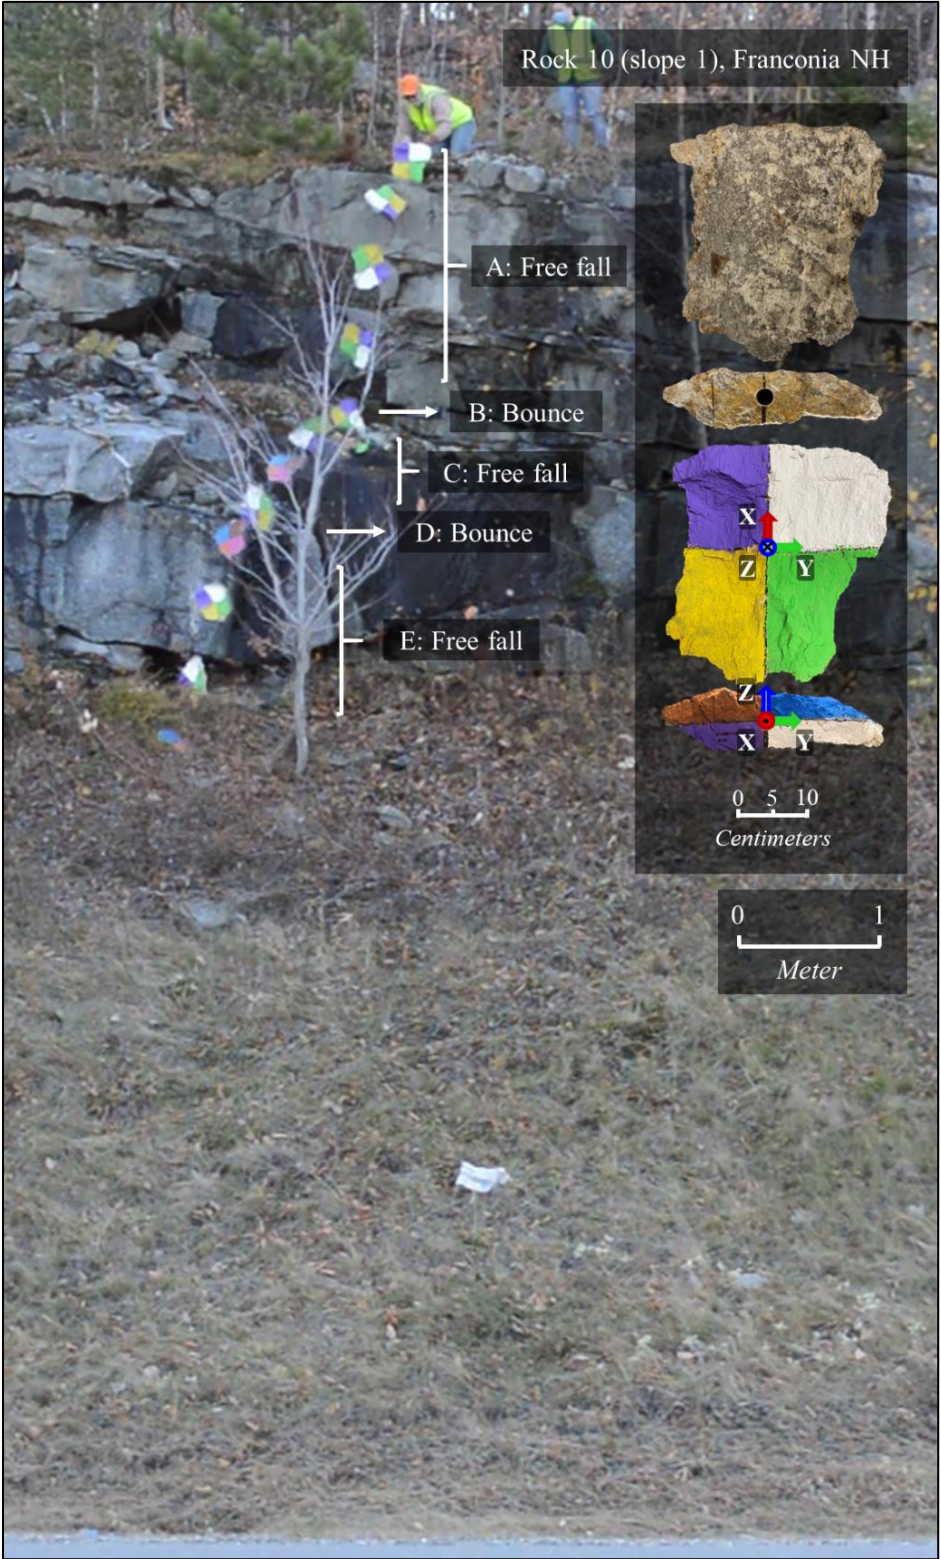 Rock 10 (slope 1), Franconia NH
A: Free fall
B: Bounce
C: Free fall
D: Bounce
E: Free fall
X
Z
Y
Z
X
Y
0 5 10
Centimeters
0 1
Meter